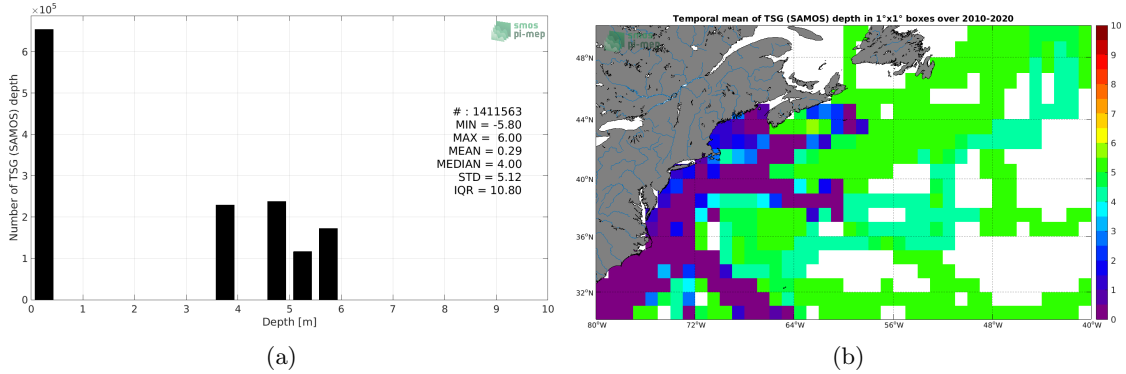 ×10⁵
smos
pi-mep
# : 1411563
MIN = -5.80
MAX = 6.00
MEAN = 0.29
MEDIAN = 4.00
STD = 5.12
IQR = 10.80
Number of TSG (SAMOS) depth
6
5
4
3
2
1
0
0 1 2 3 4 5 6 7 8 9 10
Depth [m]
(a)
Temporal mean of TSG (SAMOS) depth in 1°x1° boxes over 2010-2020
smos
pi-mep
48°N
44°N
40°N
36°N
32°N
80°W 72°W 64°W 56°W 48°W 40°W
10
9
8
7
6
5
4
3
2
1
0
(b)